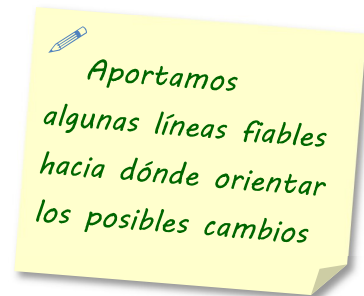 Aportamos
algunas líneas fiables
hacia dónde orientar
los posibles cambios